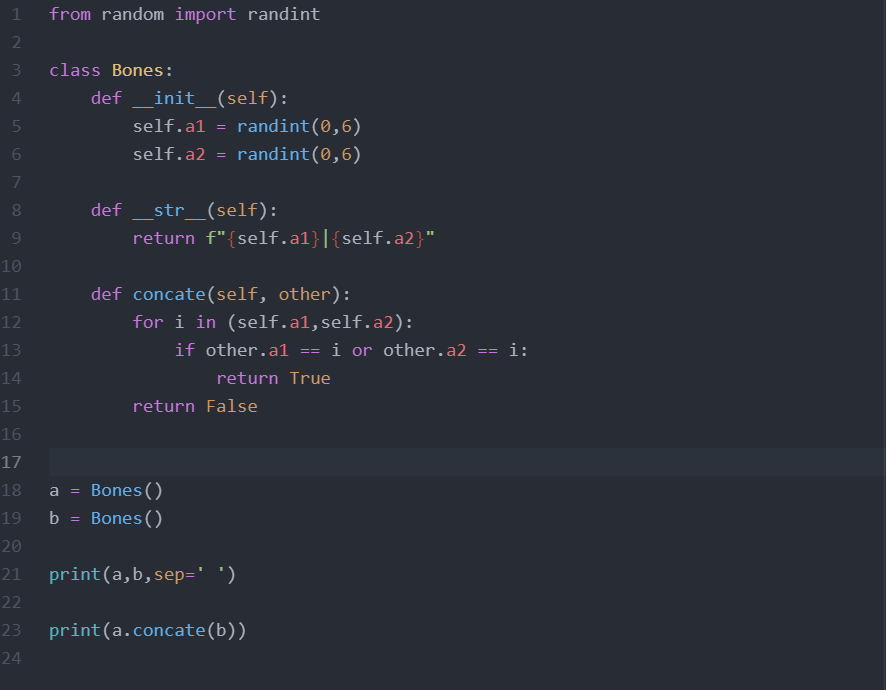 1 from random import randint
2
3 class Bones:
4     def __init__(self):
5         self.a1 = randint(0,6)
6         self.a2 = randint(0,6)
7
8     def __str__(self):
9         return f"{self.a1}|{self.a2}"
10
11     def concate(self, other):
12         for i in (self.a1,self.a2):
13             if other.a1 == i or other.a2 == i:
14                 return True
15         return False
16
17
18 a = Bones()
19 b = Bones()
20
21 print(a,b,sep=' ')
22
23 print(a.concate(b))
24